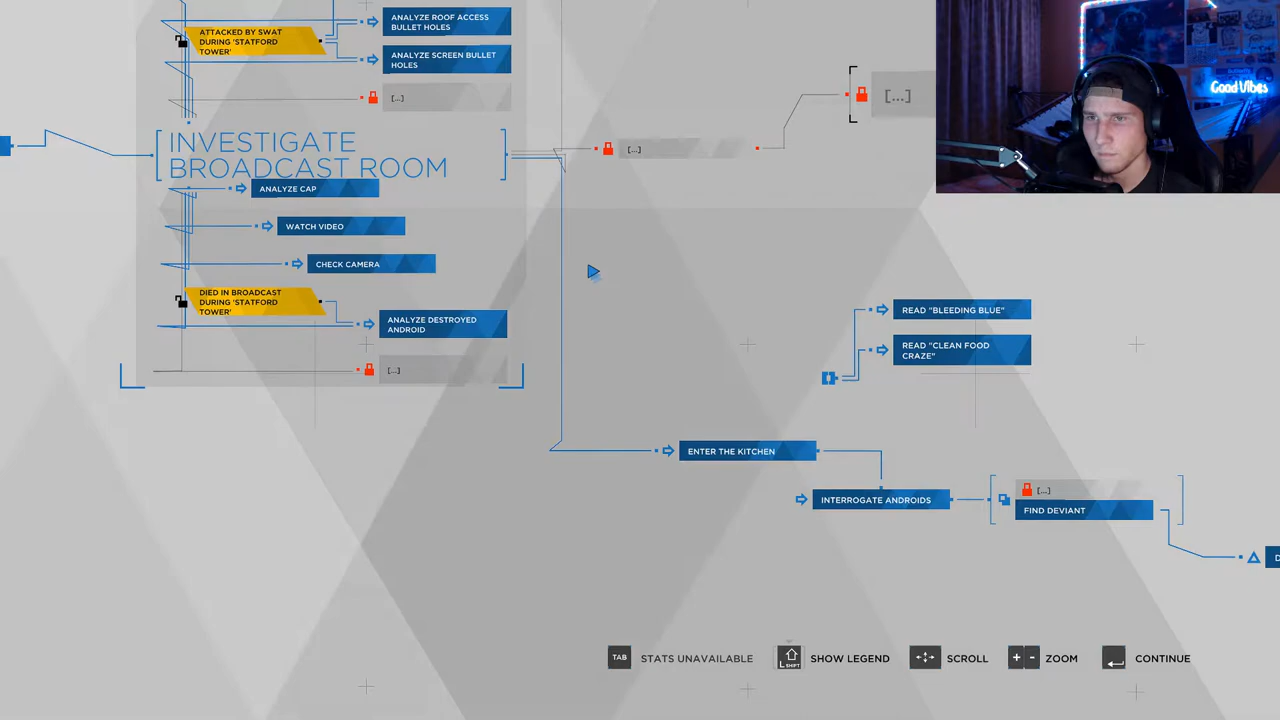 ANALYZE ROOF ACCESS
BULLET HOLES
ATTACKED BY SWAT
DURING 'STATFORD
TOWER'
ANALYZE SCREEN BULLET
HOLES
[...]
[...]
[...]
INVESTIGATE
BROADCAST ROOM
ANALYZE CAP
WATCH VIDEO
CHECK CAMERA
DIED IN BROADCAST
DURING 'STATFORD
TOWER'
ANALYZE DESTROYED
ANDROID
[...]
READ "BLEEDING BLUE"
READ "CLEAN FOOD
CRAZE"
ENTER THE KITCHEN
INTERROGATE ANDROIDS
[...]
FIND DEVIANT
D
Good Vibes
TAB STATS UNAVAILABLE
L SHIFT SHOW LEGEND
SCROLL
+ - ZOOM
CONTINUE